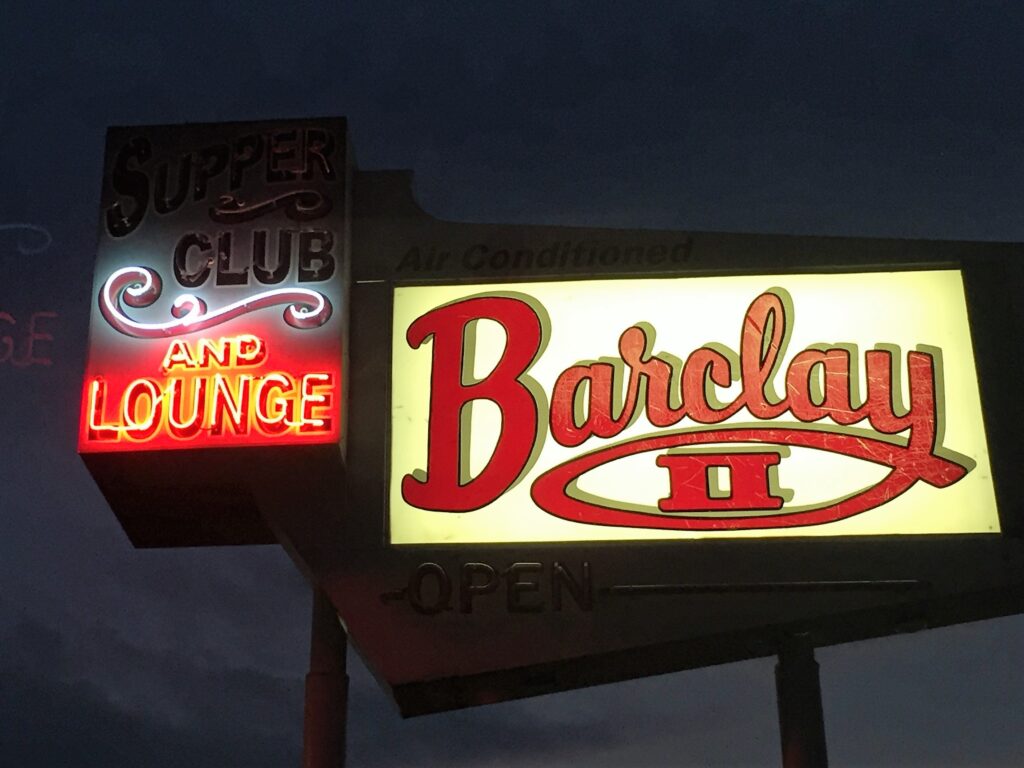 SUPPER
CLUB
AND
LOUNGE
Air Conditioned
Barclay
II
OPEN